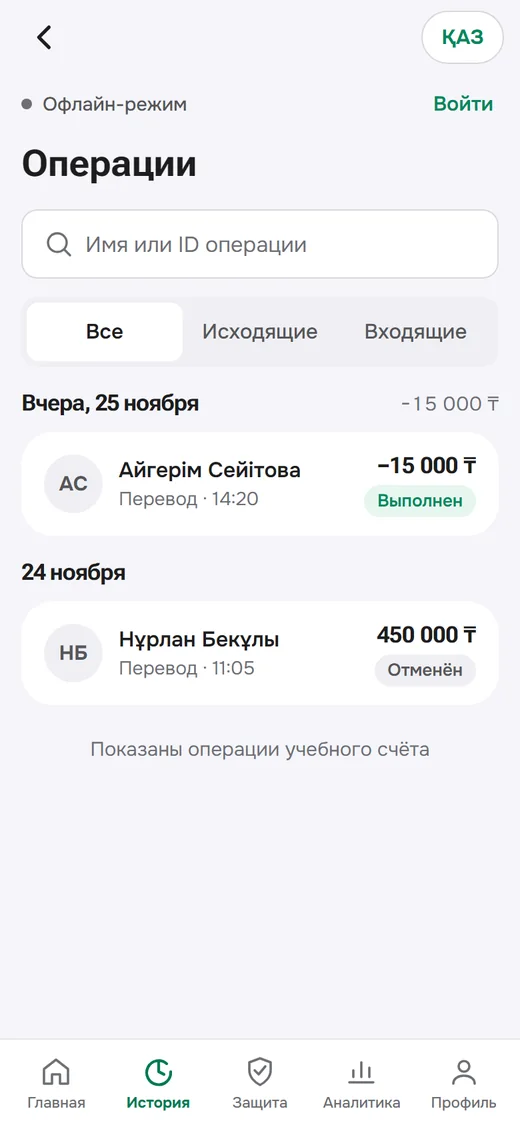 ҚАЗ
Офлайн-режим
Войти
Операции
Имя или ID операции
Все
Исходящие
Входящие
Вчера, 25 ноября
−15 000 ₸
АС
Айгерім Сейітова
−15 000 ₸
Перевод · 14:20
Выполнен
24 ноября
НБ
Нұрлан Бекұлы
450 000 ₸
Перевод · 11:05
Отменён
Показаны операции учебного счёта
Главная
История
Защита
Аналитика
Профиль